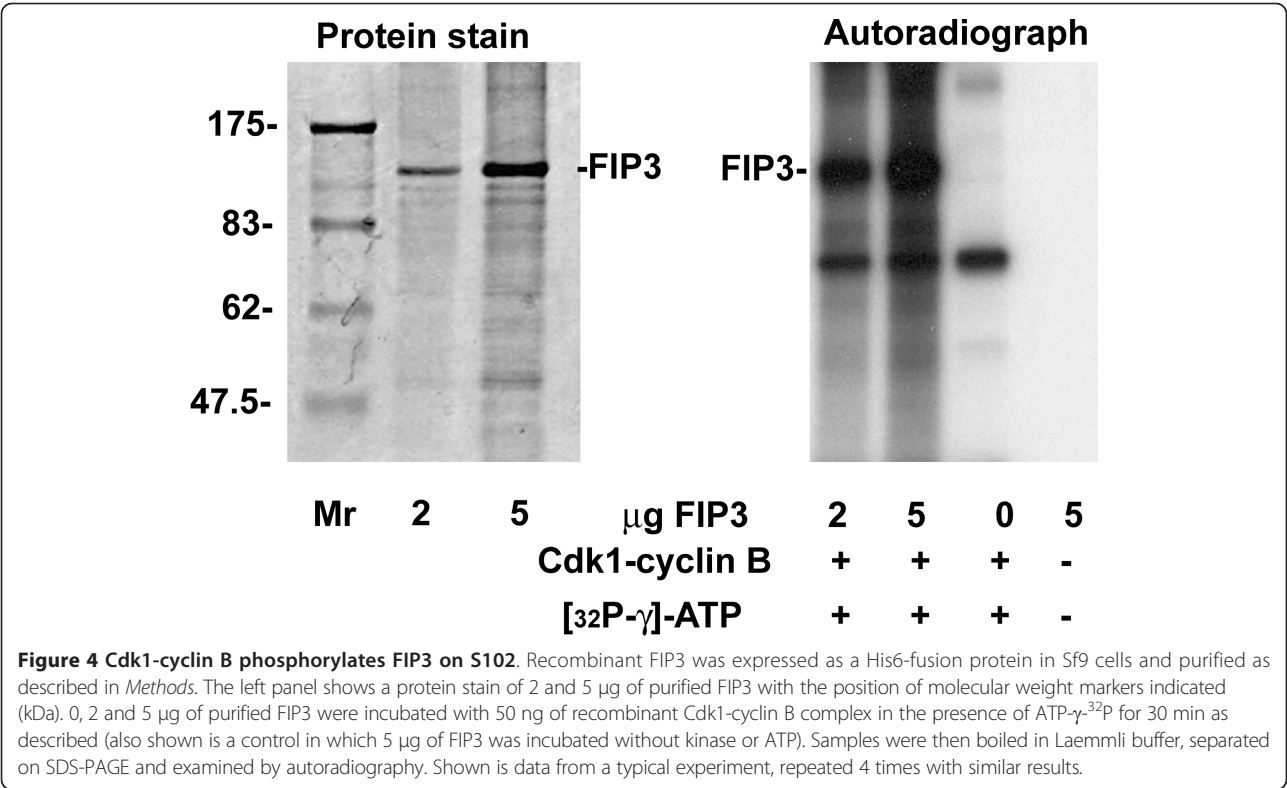 Protein stain
Autoradiograph
175-
-FIP3
FIP3-
83-
62-
47.5-
Mr 2 5 μg FIP3 2 5 0 5
Cdk1-cyclin B + + + -
[32P-γ]-ATP + + + -
Figure 4 Cdk1-cyclin B phosphorylates FIP3 on S102. Recombinant FIP3 was expressed as a His6-fusion protein in Sf9 cells and purified as
described in Methods. The left panel shows a protein stain of 2 and 5 μg of purified FIP3 with the position of molecular weight markers indicated
(kDa). 0, 2 and 5 μg of purified FIP3 were incubated with 50 ng of recombinant Cdk1-cyclin B complex in the presence of ATP-γ-³²P for 30 min as
described (also shown is a control in which 5 μg of FIP3 was incubated without kinase or ATP). Samples were then boiled in Laemmli buffer, separated
on SDS-PAGE and examined by autoradiography. Shown is data from a typical experiment, repeated 4 times with similar results.